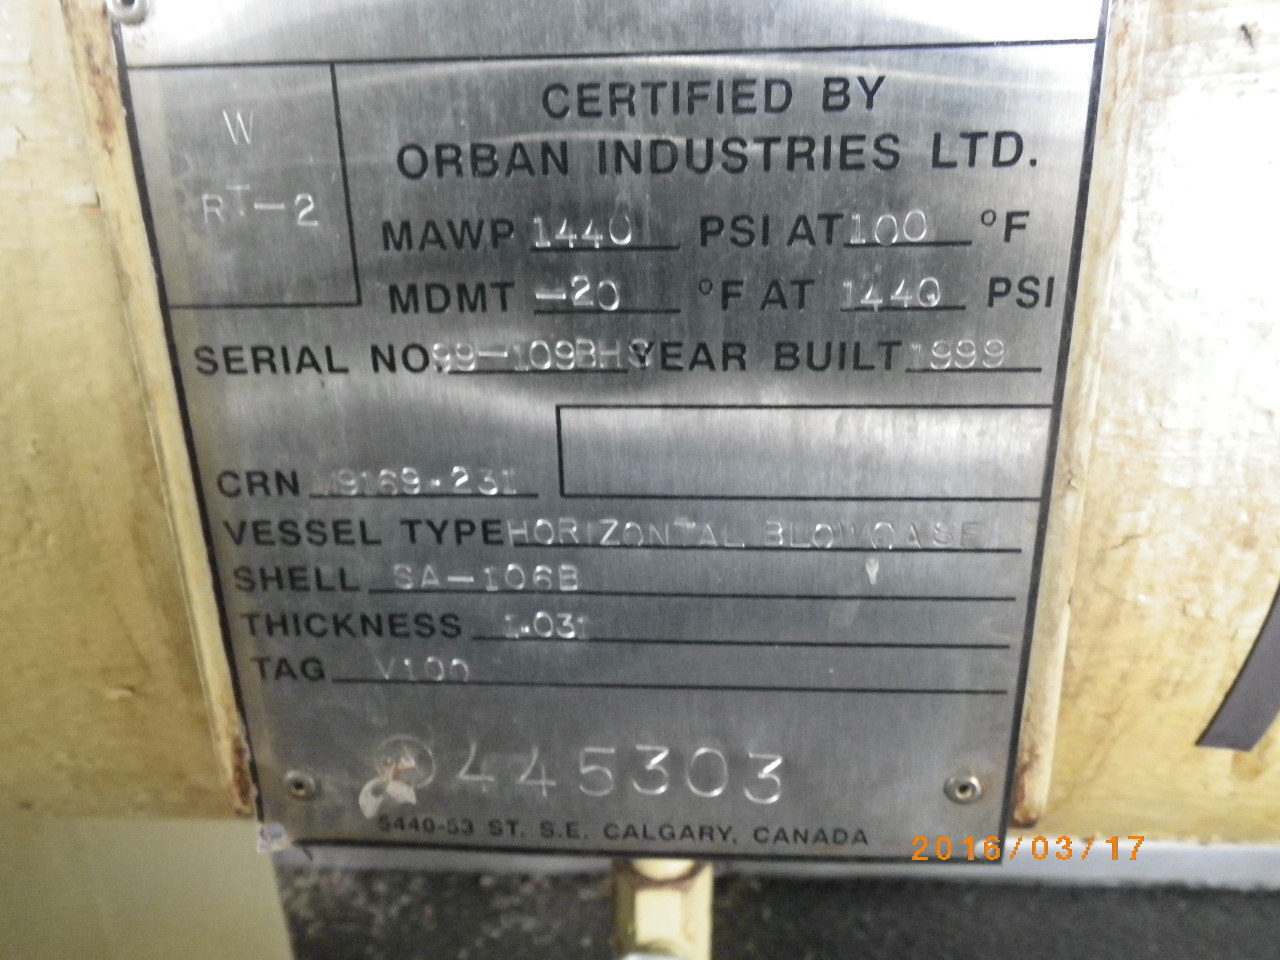 W
RT-2
CERTIFIED BY
ORBAN INDUSTRIES LTD.
MAWP 1440 PSI AT 100 °F
MDMT -20 °F AT 1440 PSI
SERIAL NO. 99-109BHS YEAR BUILT 1999
CRN M9169.231
VESSEL TYPE HORIZONTAL BLOWCASE
SHELL SA-106B
THICKNESS 1.031
TAG V100
445303
5440-53 ST. S.E. CALGARY, CANADA
2016/03/17